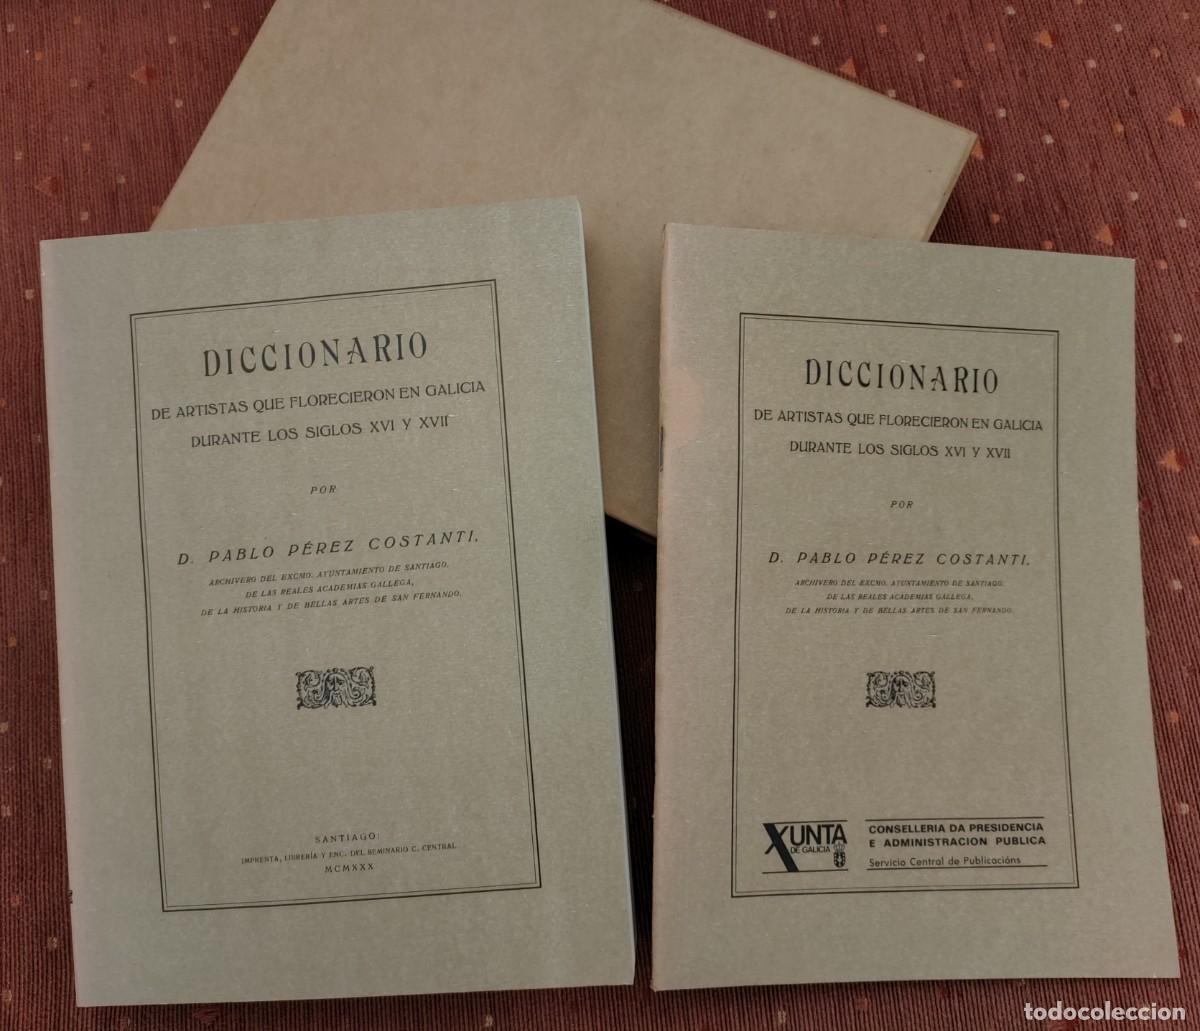 DICCIONARIO
DE ARTISTAS QUE FLORECIERON EN GALICIA
DURANTE LOS SIGLOS XVI Y XVII
POR
D. PABLO PÉREZ COSTANTI,
ARCHIVERO DEL EXCMO. AYUNTAMIENTO DE SANTIAGO,
DE LAS REALES ACADEMIAS GALLEGA,
DE LA HISTORIA Y DE BELLAS ARTES DE SAN FERNANDO.
SANTIAGO:
IMPRENTA, LIBRERÍA Y ENC. DEL SEMINARIO C. CENTRAL
MCMXXX
DICCIONARIO
DE ARTISTAS QUE FLORECIERON EN GALICIA
DURANTE LOS SIGLOS XVI Y XVII
POR
D. PABLO PÉREZ COSTANTI,
ARCHIVERO DEL EXCMO. AYUNTAMIENTO DE SANTIAGO,
DE LAS REALES ACADEMIAS GALLEGA,
DE LA HISTORIA Y DE BELLAS ARTES DE SAN FERNANDO.
XUNTA
DE GALICIA
CONSELLERIA DA PRESIDENCIA
E ADMINISTRACION PUBLICA
Servicio Central de Publicacións
todocoleccion